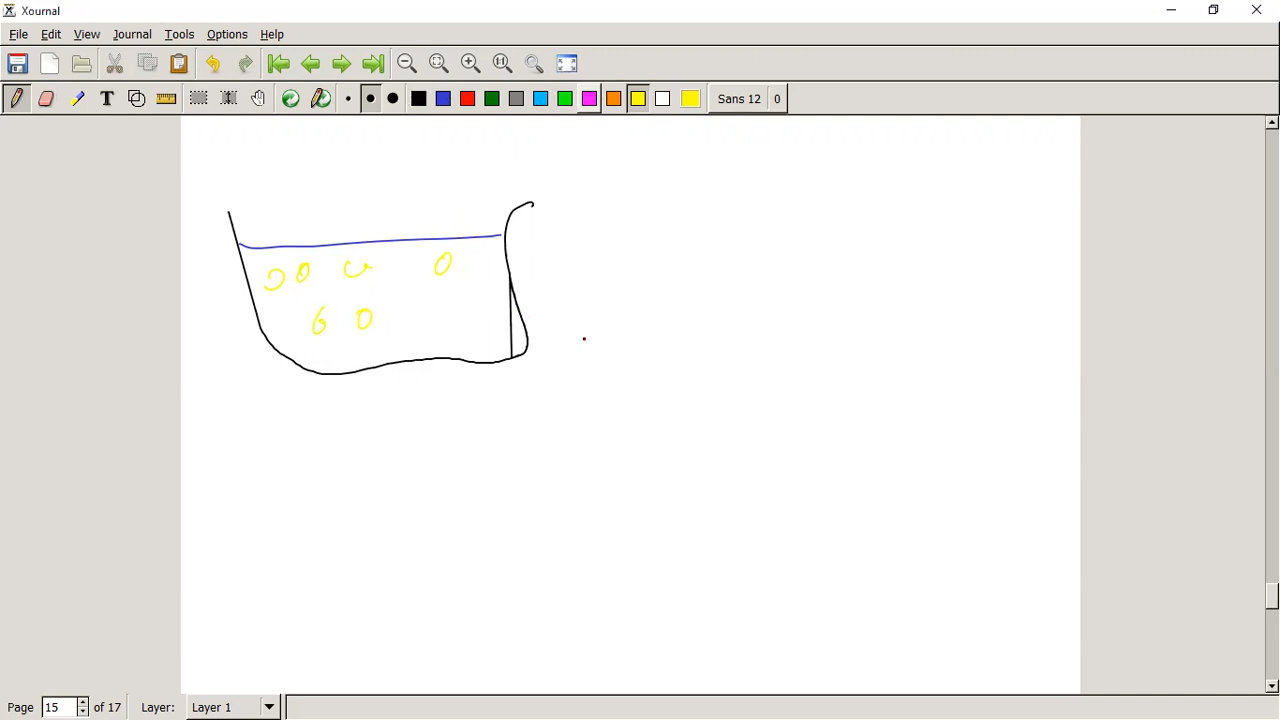 Xournal
File Edit View Journal Tools Options Help
T Sans 12 0
Page 15 of 17 Layer: Layer 1